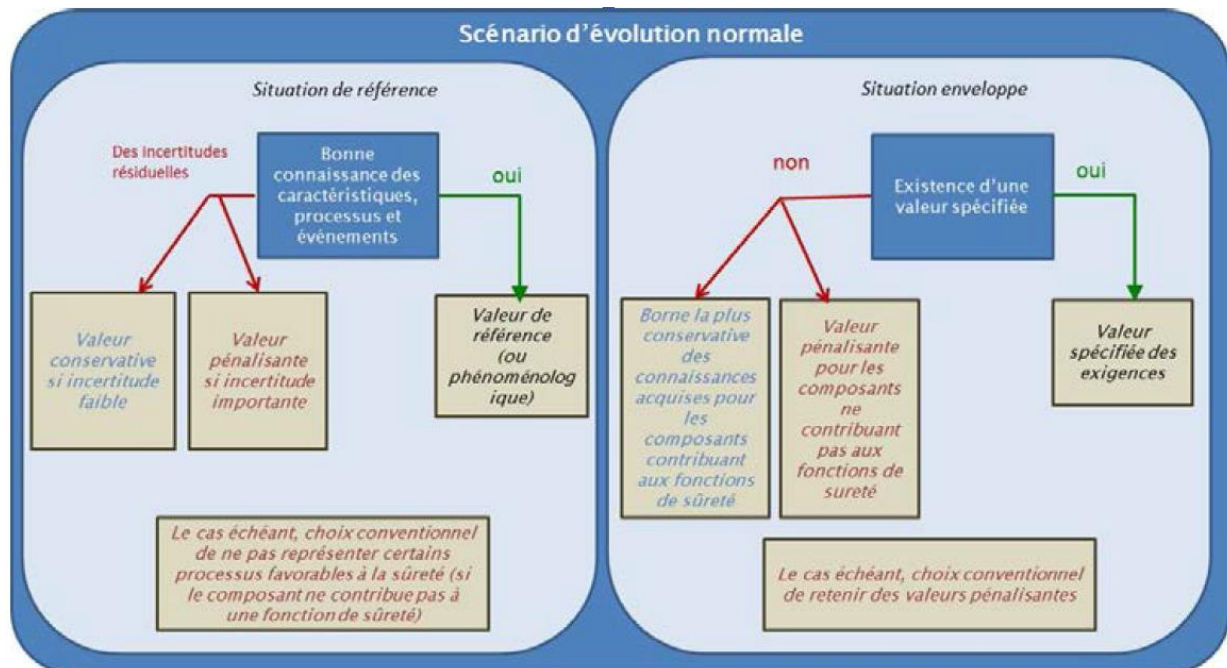 Scénario d'évolution normale
Situation de référence
Des incertitudes
résiduelles
Bonne
connaissance des
caractéristiques,
processus et
événements
oui
Valeur
conservative
si incertitude
faible
Valeur
pénalisante
si incertitude
importante
Valeur de
référence
(ou
phénoménolog
ique)
Le cas échéant, choix conventionnel
de ne pas représenter certains
processus favorables à la sûreté (si
le composant ne contribue pas à
une fonction de sûreté)
Situation enveloppe
non
Existence d'une
valeur spécifiée
oui
Borne la plus
conservative
des
connaissances
acquises pour
les
composants
contribuant
aux fonctions
de sûreté
Valeur
pénalisante
pour les
composants
ne
contribuant
pas aux
fonctions de
sureté
Valeur
spécifiée des
exigences
Le cas échéant, choix conventionnel
de retenir des valeurs pénalisantes